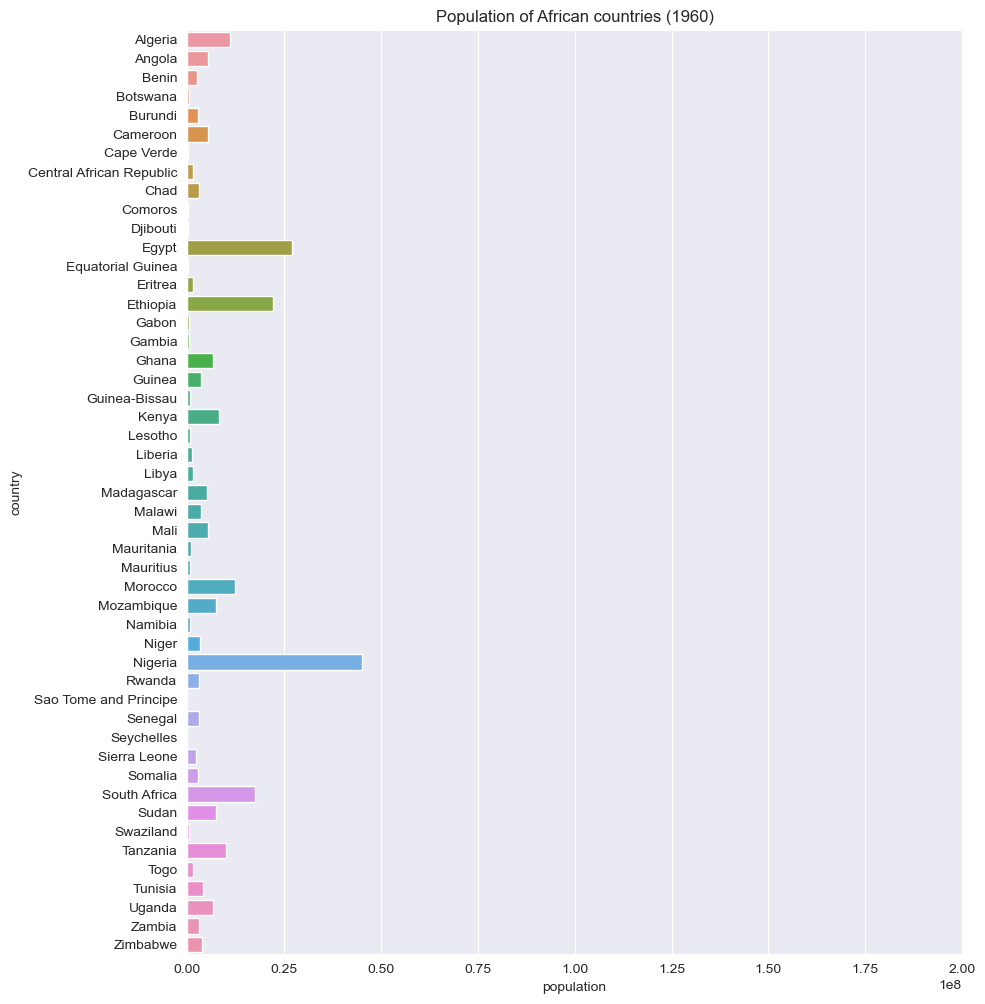 Population of African countries (1960)
Algeria
Angola
Benin
Botswana
Burundi
Cameroon
Cape Verde
Central African Republic
Chad
Comoros
Djibouti
Egypt
Equatorial Guinea
Eritrea
Ethiopia
Gabon
Gambia
Ghana
Guinea
Guinea-Bissau
Kenya
Lesotho
Liberia
Libya
Madagascar
Malawi
Mali
Mauritania
Mauritius
Morocco
Mozambique
Namibia
Niger
Nigeria
Rwanda
Sao Tome and Principe
Senegal
Seychelles
Sierra Leone
Somalia
South Africa
Sudan
Swaziland
Tanzania
Togo
Tunisia
Uganda
Zambia
Zimbabwe
country
0.00 0.25 0.50 0.75 1.00 1.25 1.50 1.75 2.00
1e8
population